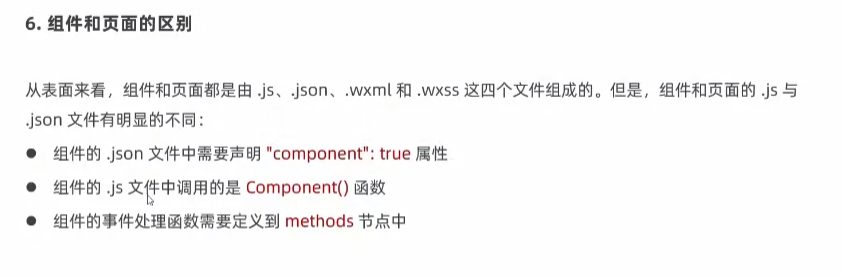 6. 组件和页面的区别
从表面来看，组件和页面都是由 .js、.json、.wxml 和 .wxss 这四个文件组成的。但是，组件和页面的 .js 与
.json 文件有明显的不同：
● 组件的 .json 文件中需要声明 "component": true 属性
● 组件的 .js 文件中调用的是 Component() 函数
● 组件的事件处理函数需要定义到 methods 节点中